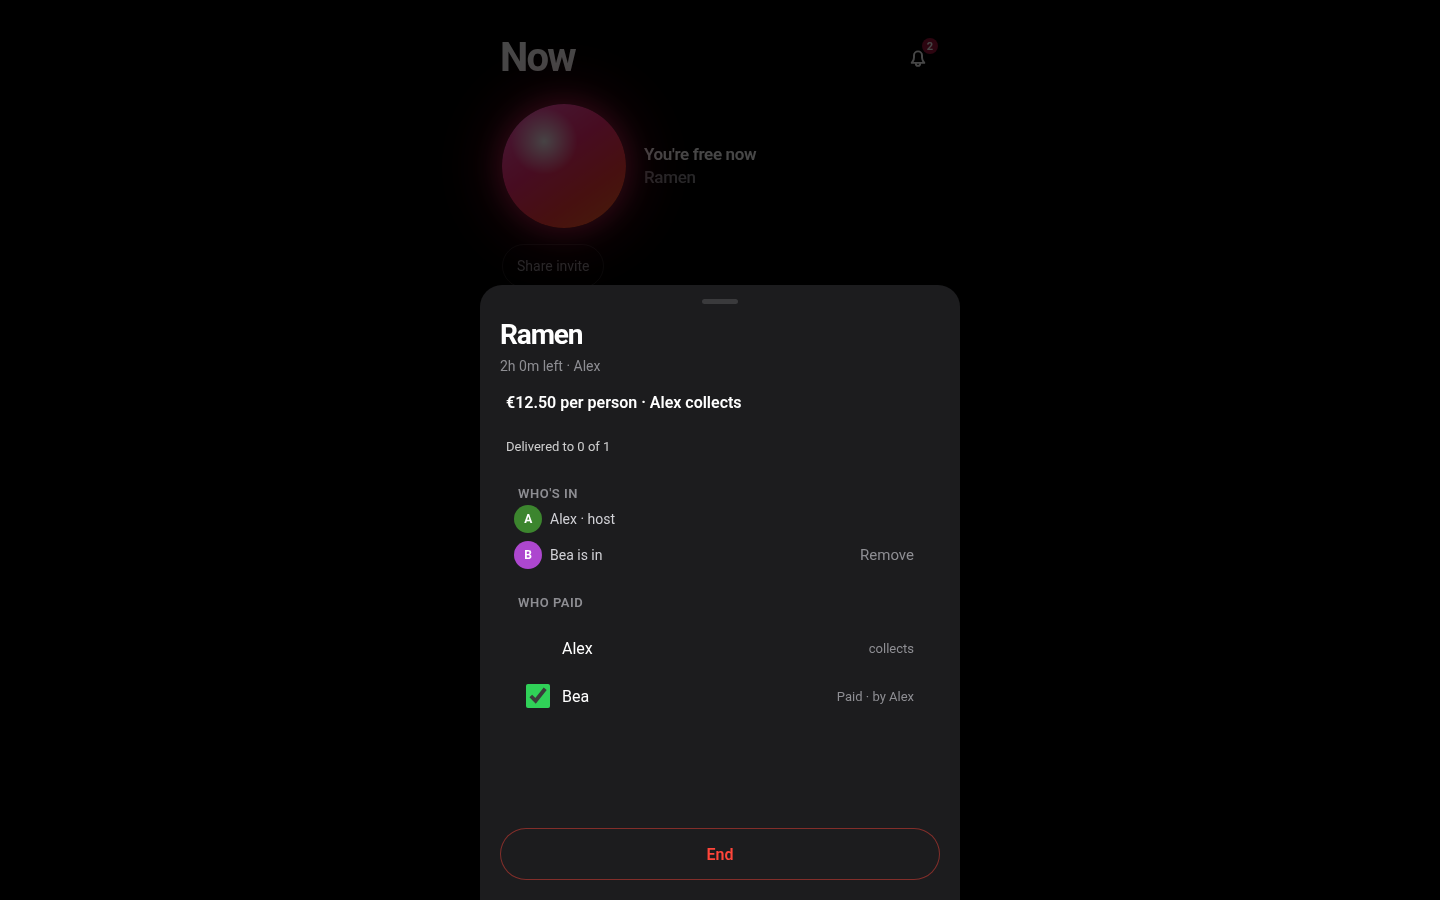 Now
2
You're free now
Ramen
Share invite
Ramen
2h 0m left · Alex
€12.50 per person · Alex collects
Delivered to 0 of 1
WHO'S IN
A Alex · host
B Bea is in Remove
WHO PAID
Alex collects
Bea Paid · by Alex
End